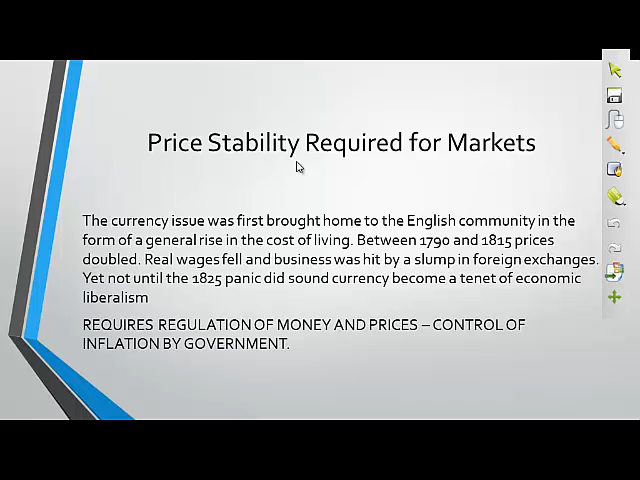 Price Stability Required for Markets
The currency issue was first brought home to the English community in the
form of a general rise in the cost of living. Between 1790 and 1815 prices
doubled. Real wages fell and business was hit by a slump in foreign exchanges.
Yet not until the 1825 panic did sound currency become a tenet of economic
liberalism
REQUIRES REGULATION OF MONEY AND PRICES – CONTROL OF
INFLATION BY GOVERNMENT.